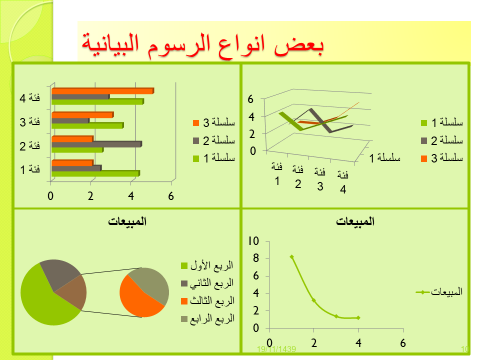 بعض انواع الرسوم البيانية
فئة 4
فئة 3
فئة 2
فئة 1
0 2 4 6
سلسلة 3
سلسلة 2
سلسلة 1
6
4
2
0
فئة 1
فئة 2
فئة 3
فئة 4
سلسلة 1
سلسلة 1
سلسلة 2
سلسلة 3
المبيعات
الربع الأول
الربع الثاني
الربع الثالث
الربع الرابع
المبيعات
10
8
6
4
2
0
0 2 4 6
المبيعات
19/11/1439